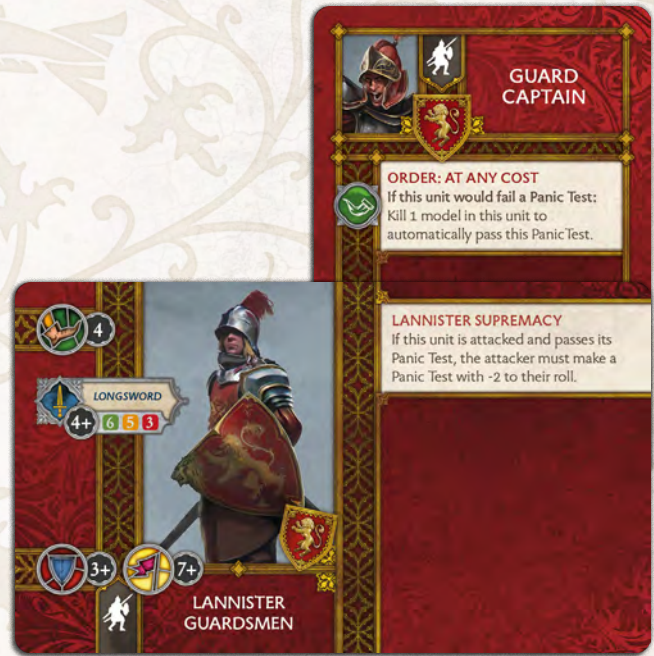 GUARD
CAPTAIN
ORDER: AT ANY COST
If this unit would fail a Panic Test:
Kill 1 model in this unit to
automatically pass this Panic Test.
4
LONGSWORD
4+ 6 5 3
LANNISTER SUPREMACY
If this unit is attacked and passes its
Panic Test, the attacker must make a
Panic Test with -2 to their roll.
3+ 7+
LANNISTER
GUARDSMEN